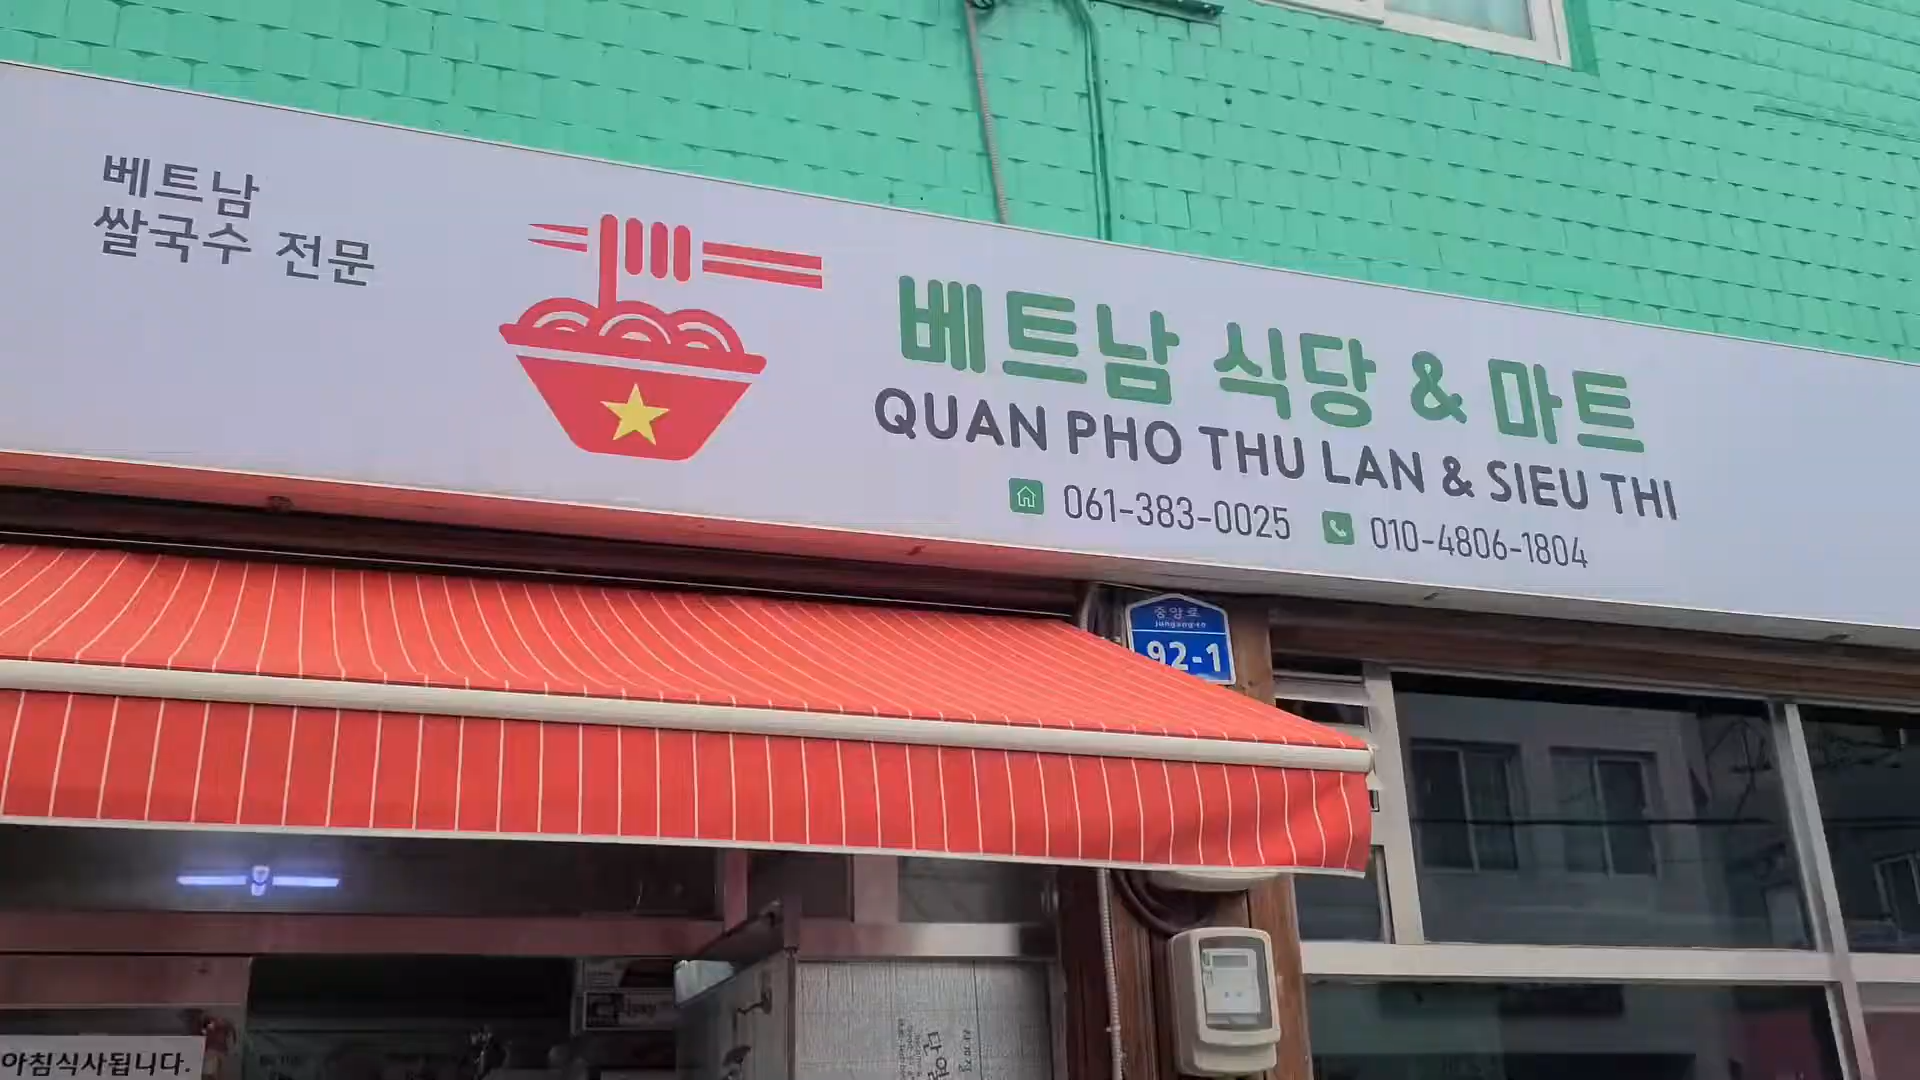 베트남
쌀국수 전문
베트남 식당 & 마트
QUAN PHO THU LAN & SIEU THI
061-383-0025 010-4806-1804
중앙로
jungang-ro
92-1
아침식사됩니다.